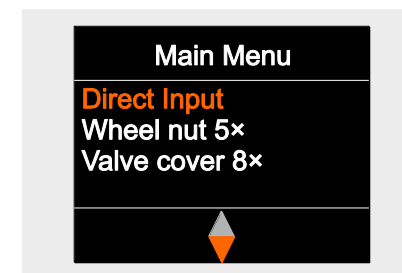 Main Menu
Direct Input
Wheel nut 5×
Valve cover 8×